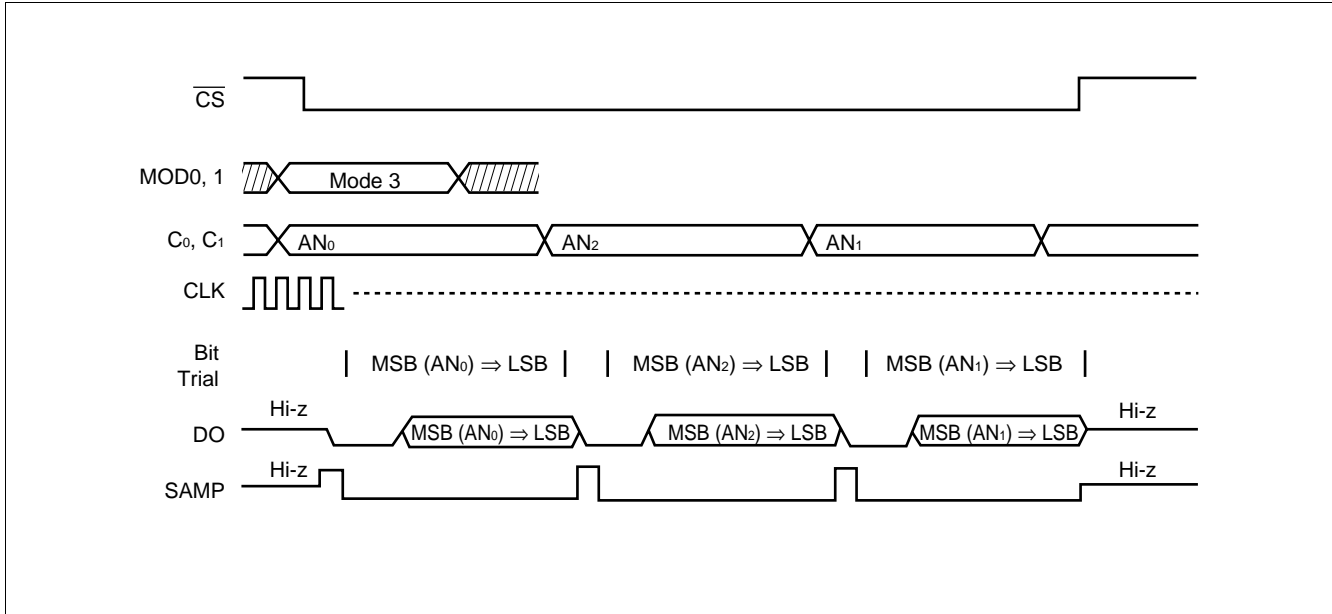 CS
MOD0, 1 Mode 3
C0, C1 AN0 AN2 AN1
CLK
Bit Trial MSB (AN0) ⇒ LSB MSB (AN2) ⇒ LSB MSB (AN1) ⇒ LSB
DO Hi-z MSB (AN0) ⇒ LSB MSB (AN2) ⇒ LSB MSB (AN1) ⇒ LSB Hi-z
SAMP Hi-z Hi-z